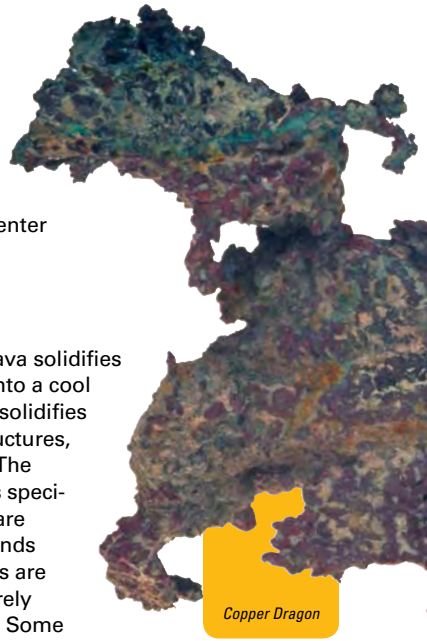 enter
ava solidifies
nto a cool
solidifies
uctures,
The
s speci-
are
nds
s are
rely
Some
Copper Dragon